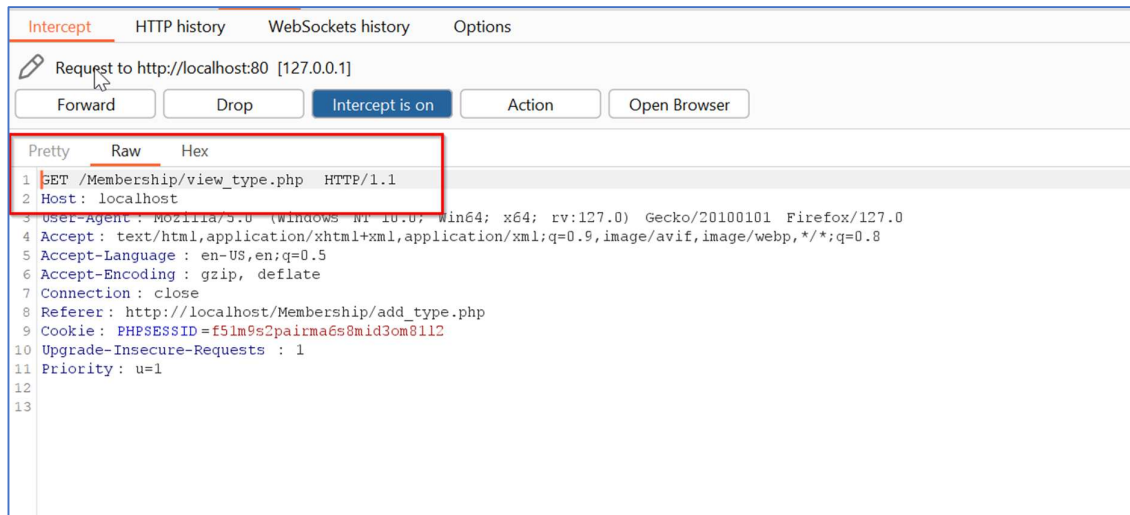 Intercept HTTP history WebSockets history Options
Request to http://localhost:80 [127.0.0.1]
Forward Drop Intercept is on Action Open Browser
Pretty Raw Hex
1 GET /Membership/view_type.php HTTP/1.1
2 Host: localhost
3 User-Agent: Mozilla/5.0 (Windows NT 10.0; Win64; x64; rv:127.0) Gecko/20100101 Firefox/127.0
4 Accept: text/html,application/xhtml+xml,application/xml;q=0.9,image/avif,image/webp,*/*;q=0.8
5 Accept-Language: en-US,en;q=0.5
6 Accept-Encoding: gzip, deflate
7 Connection: close
8 Referer: http://localhost/Membership/add_type.php
9 Cookie: PHPSESSID=f51m9s2pairma6s8mid3om8112
10 Upgrade-Insecure-Requests : 1
11 Priority: u=1
12
13